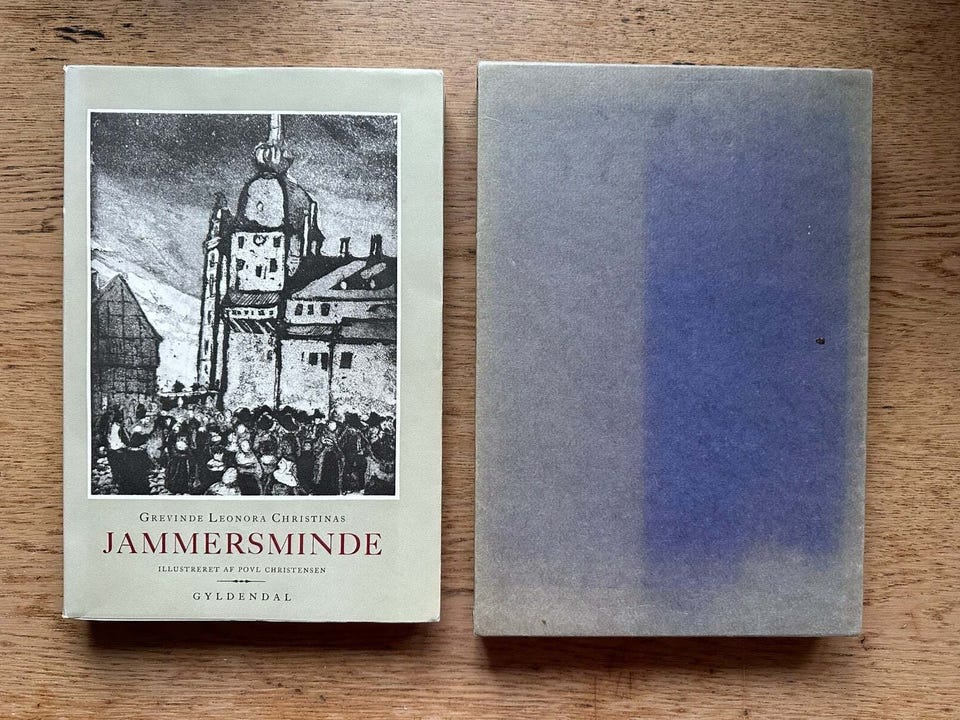 Grevinde Leonora Christinas
JAMMERSMINDE
ILLUSTRERET AF POVL CHRISTENSEN
GYLDENDAL